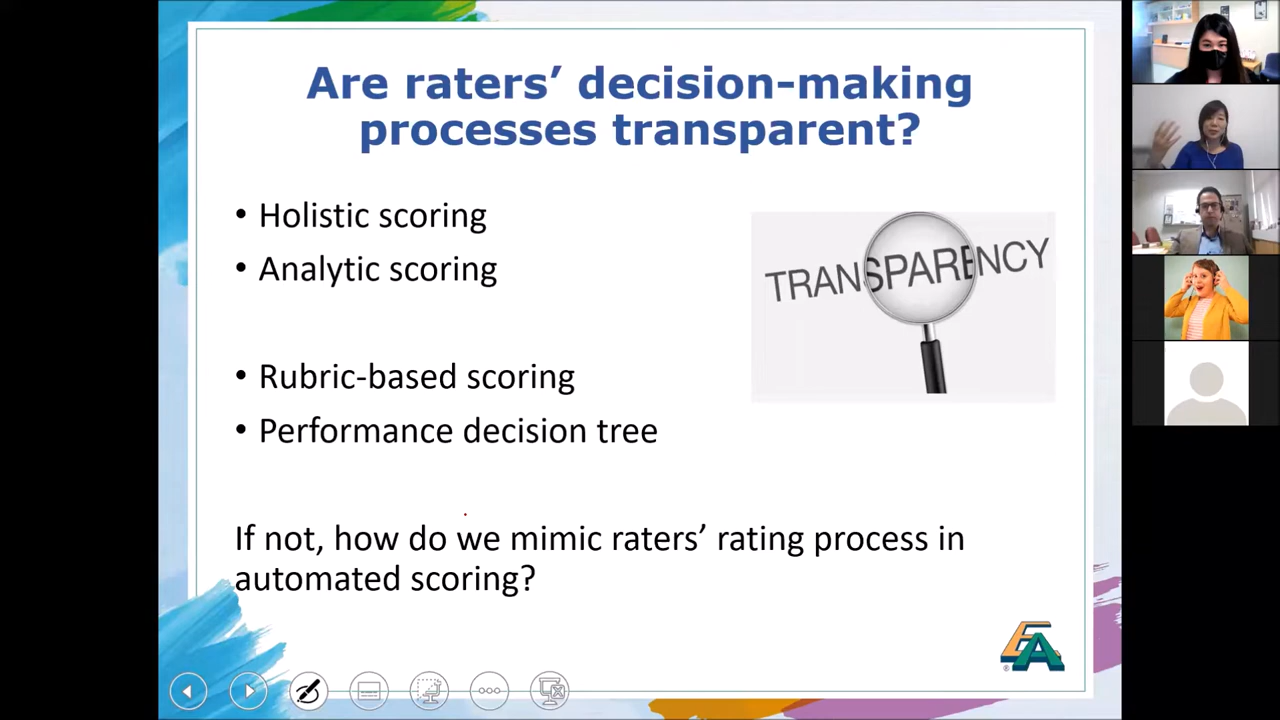 Are raters’ decision-making
processes transparent?
• Holistic scoring
• Analytic scoring
TRANSPARENCY
• Rubric-based scoring
• Performance decision tree
If not, how do we mimic raters’ rating process in
automated scoring?
EA
®